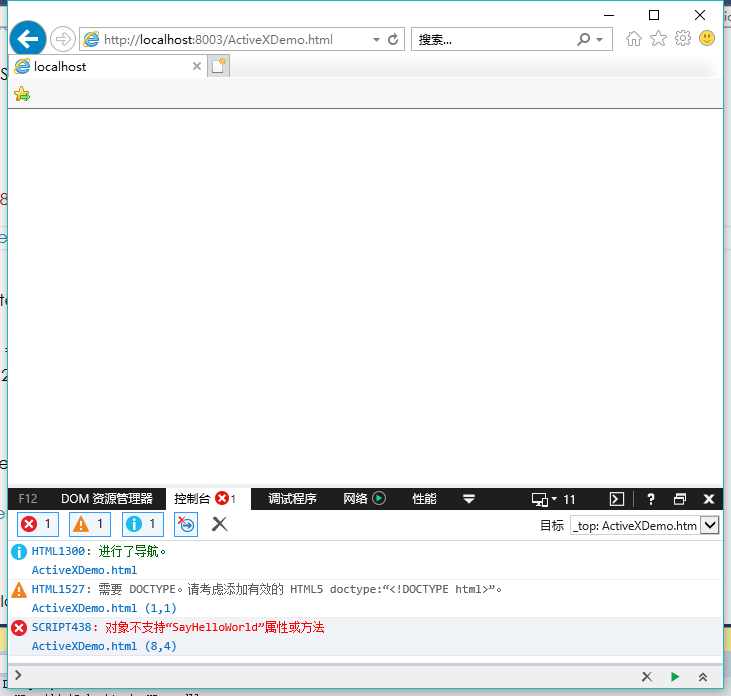 http://localhost:8003/ActiveXDemo.html
搜索...
localhost
F12 DOM 资源管理器 控制台 1 调试程序 网络 性能 11 ?
1 1 1 目标 _top: ActiveXDemo.htm
HTML1300: 进行了导航。
ActiveXDemo.html
HTML1527: 需要 DOCTYPE。请考虑添加有效的 HTML5 doctype:“<!DOCTYPE html>”。
ActiveXDemo.html (1,1)
SCRIPT438: 对象不支持“SayHelloWorld”属性或方法
ActiveXDemo.html (8,4)